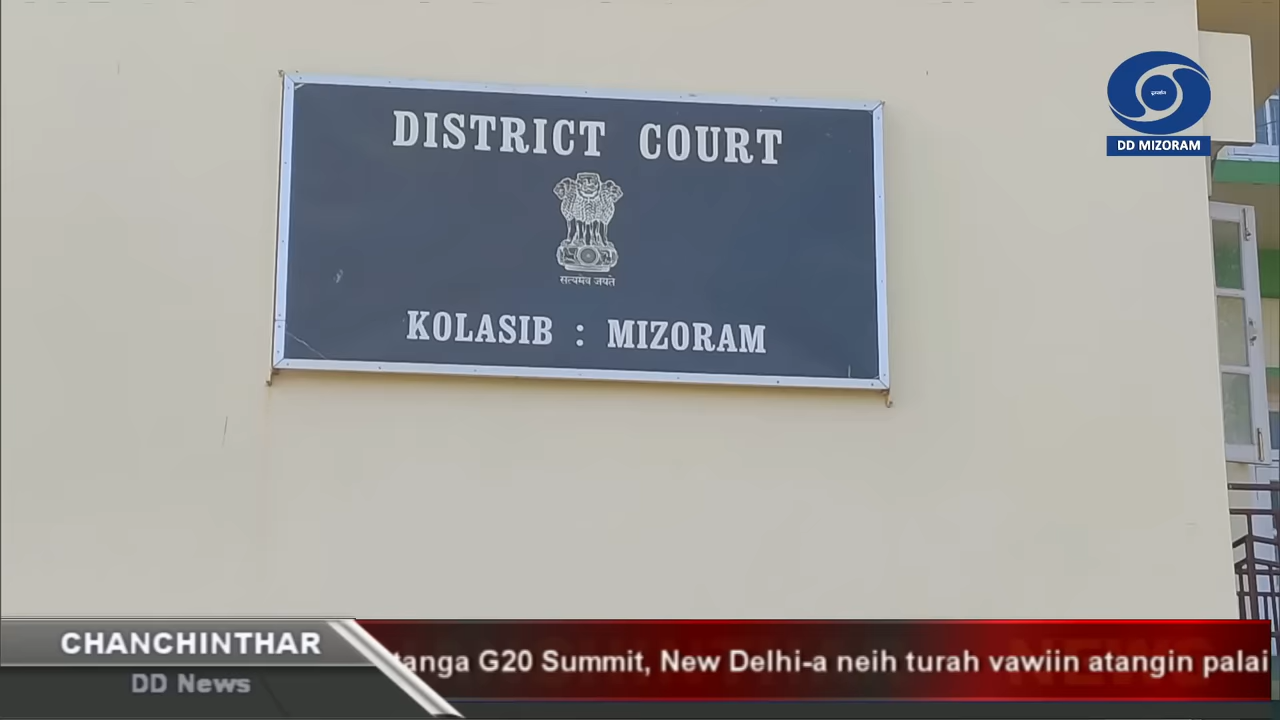 DISTRICT COURT
सत्यमेव जयते
KOLASIB : MIZORAM
DD MIZORAM
CHANCHINTHAR
DD News
tanga G20 Summit, New Delhi-a neih turah vawiin atangin palai